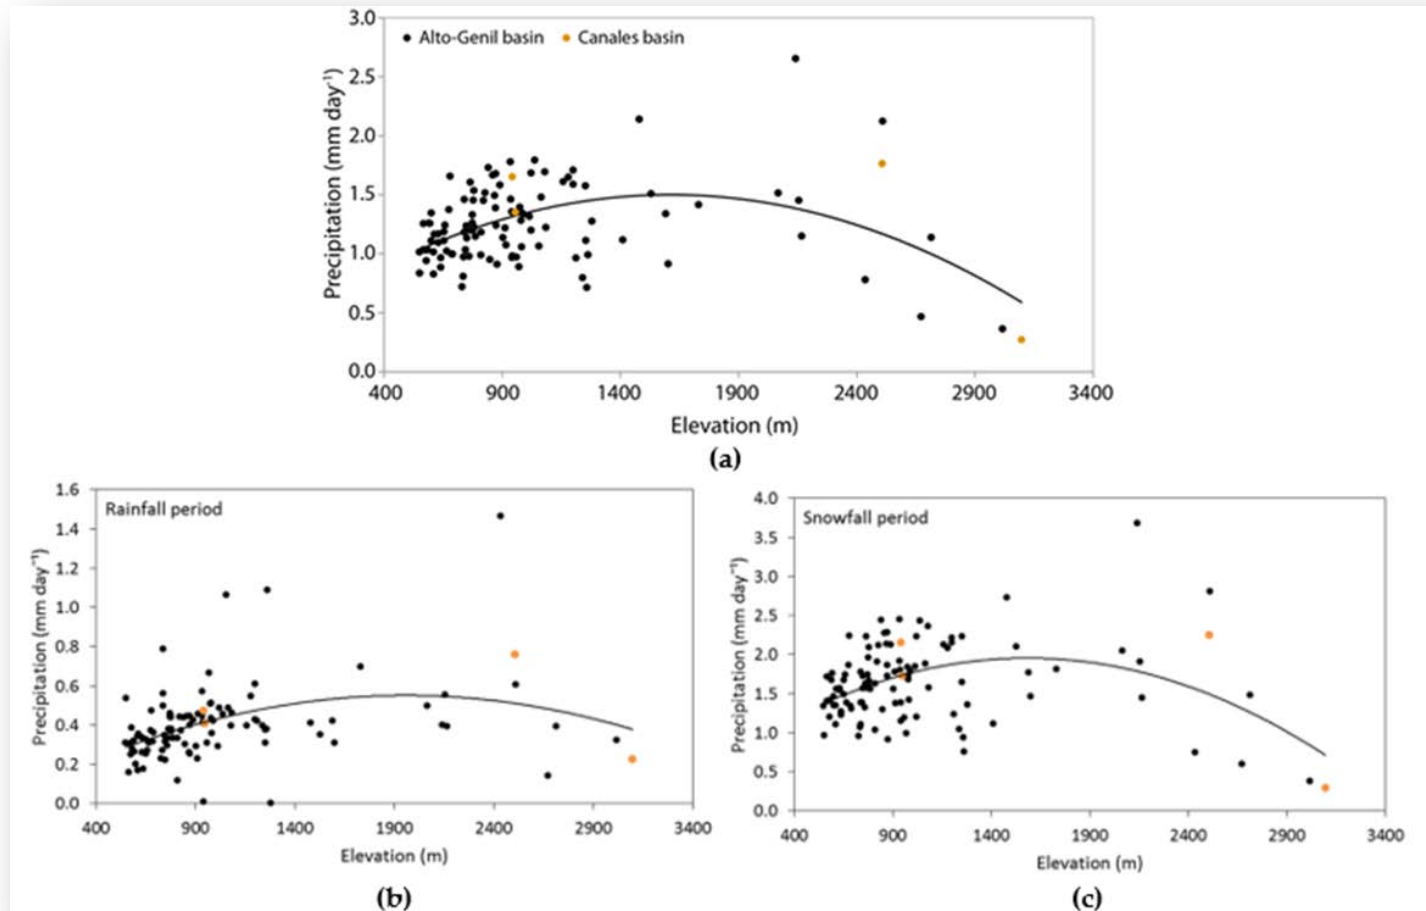 3.0
Alto-Genil basin Canales basin
2.5
2.0
1.5
1.0
0.5
0.0
Precipitation (mm day⁻¹)
400 900 1400 1900 2400 2900 3400
Elevation (m)
(a)
1.6
Rainfall period
1.4
1.2
1.0
0.8
0.6
0.4
0.2
0.0
Precipitation (mm day⁻¹)
400 900 1400 1900 2400 2900 3400
Elevation (m)
(b)
4.0
Snowfall period
3.5
3.0
2.5
2.0
1.5
1.0
0.5
0.0
Precipitation (mm day⁻¹)
400 900 1400 1900 2400 2900 3400
Elevation (m)
(c)